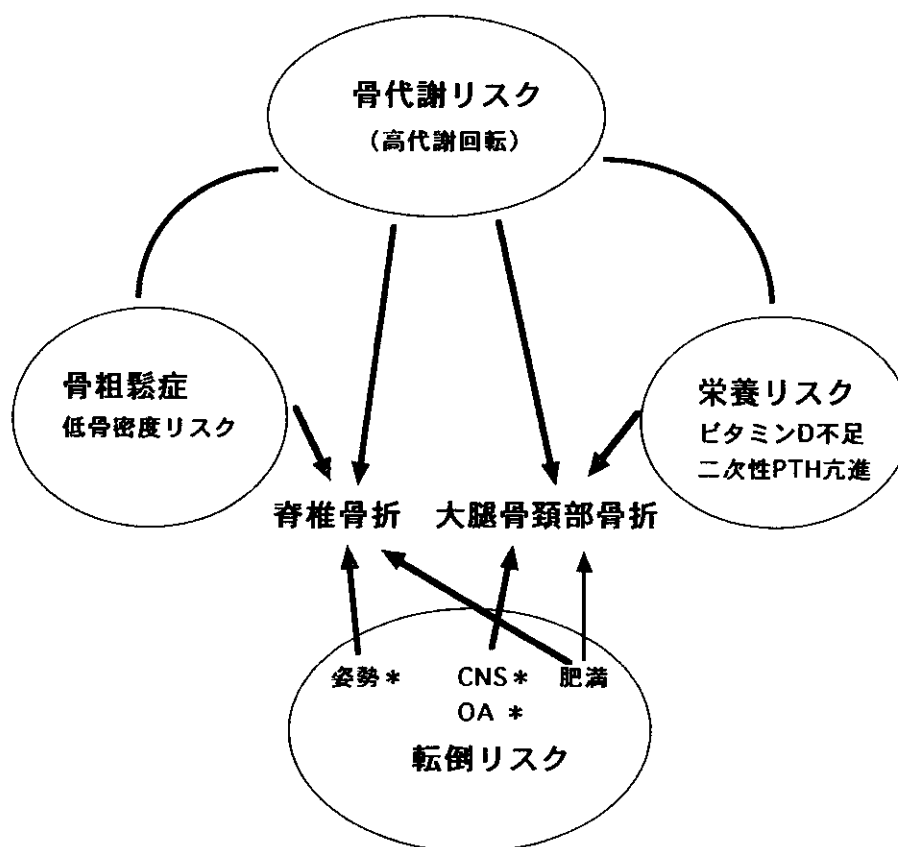 骨代謝リスク
(高代謝回転)
骨粗鬆症
低骨密度リスク
栄養リスク
ビタミンD不足
二次性PTH亢進
脊椎骨折 大腿骨頚部骨折
姿勢* CNS* 肥満
OA *
転倒リスク